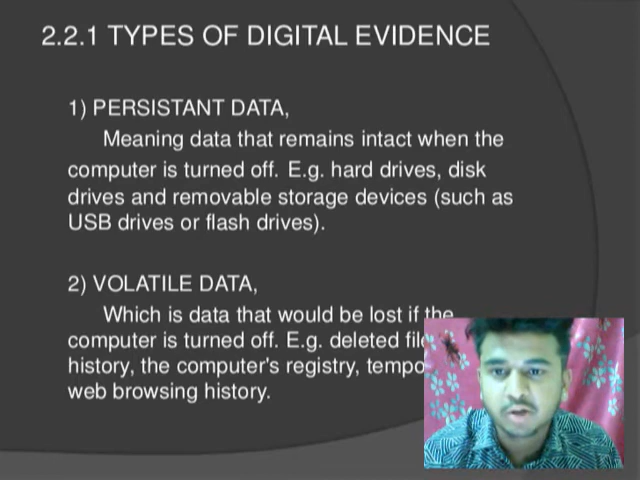 2.2.1 TYPES OF DIGITAL EVIDENCE
1) PERSISTANT DATA,
Meaning data that remains intact when the
computer is turned off. E.g. hard drives, disk
drives and removable storage devices (such as
USB drives or flash drives).
2) VOLATILE DATA,
Which is data that would be lost if the
computer is turned off. E.g. deleted
history, the computer's registry,
web browsing history.